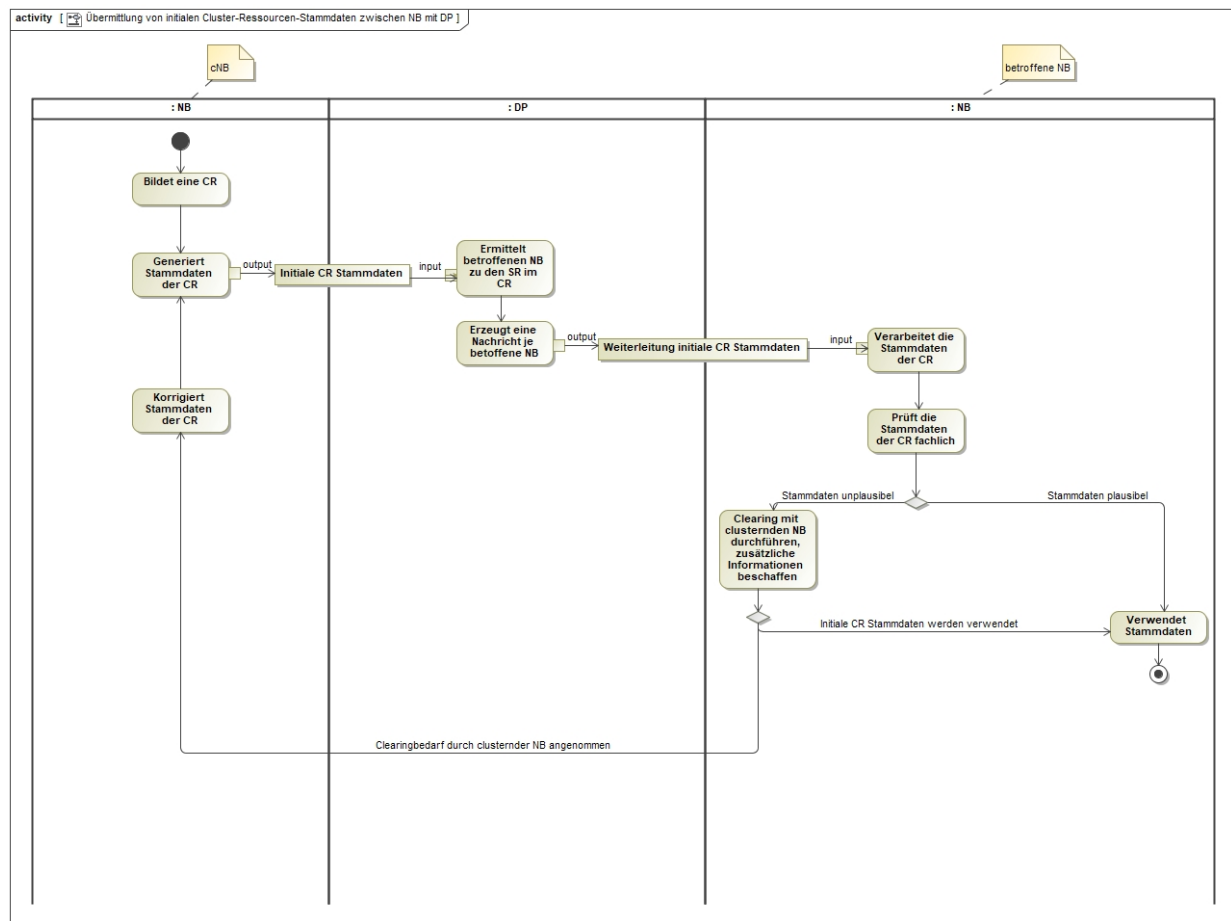 activity [ Übermittlung von initialen Cluster-Ressourcen-Stammdaten zwischen NB mit DP ]
cNB
betroffene NB
: NB
: DP
: NB
Bildet eine CR
Generiert
Stammdaten
der CR
output
Initiale CR Stammdaten
input
Ermittelt
betroffenen NB
zu den SR im
CR
Erzeugt eine
Nachricht je
betoffene NB
output
Weiterleitung initiale CR Stammdaten
input
Verarbeitet die
Stammdaten
der CR
Korrigiert
Stammdaten
der CR
Prüft die
Stammdaten
der CR fachlich
Stammdaten unplausibel
Stammdaten plausibel
Clearing mit
clusternden NB
durchführen,
zusätzliche
Informationen
beschaffen
Initiale CR Stammdaten werden verwendet
Verwendet
Stammdaten
Clearingbedarf durch clusternder NB angenommen